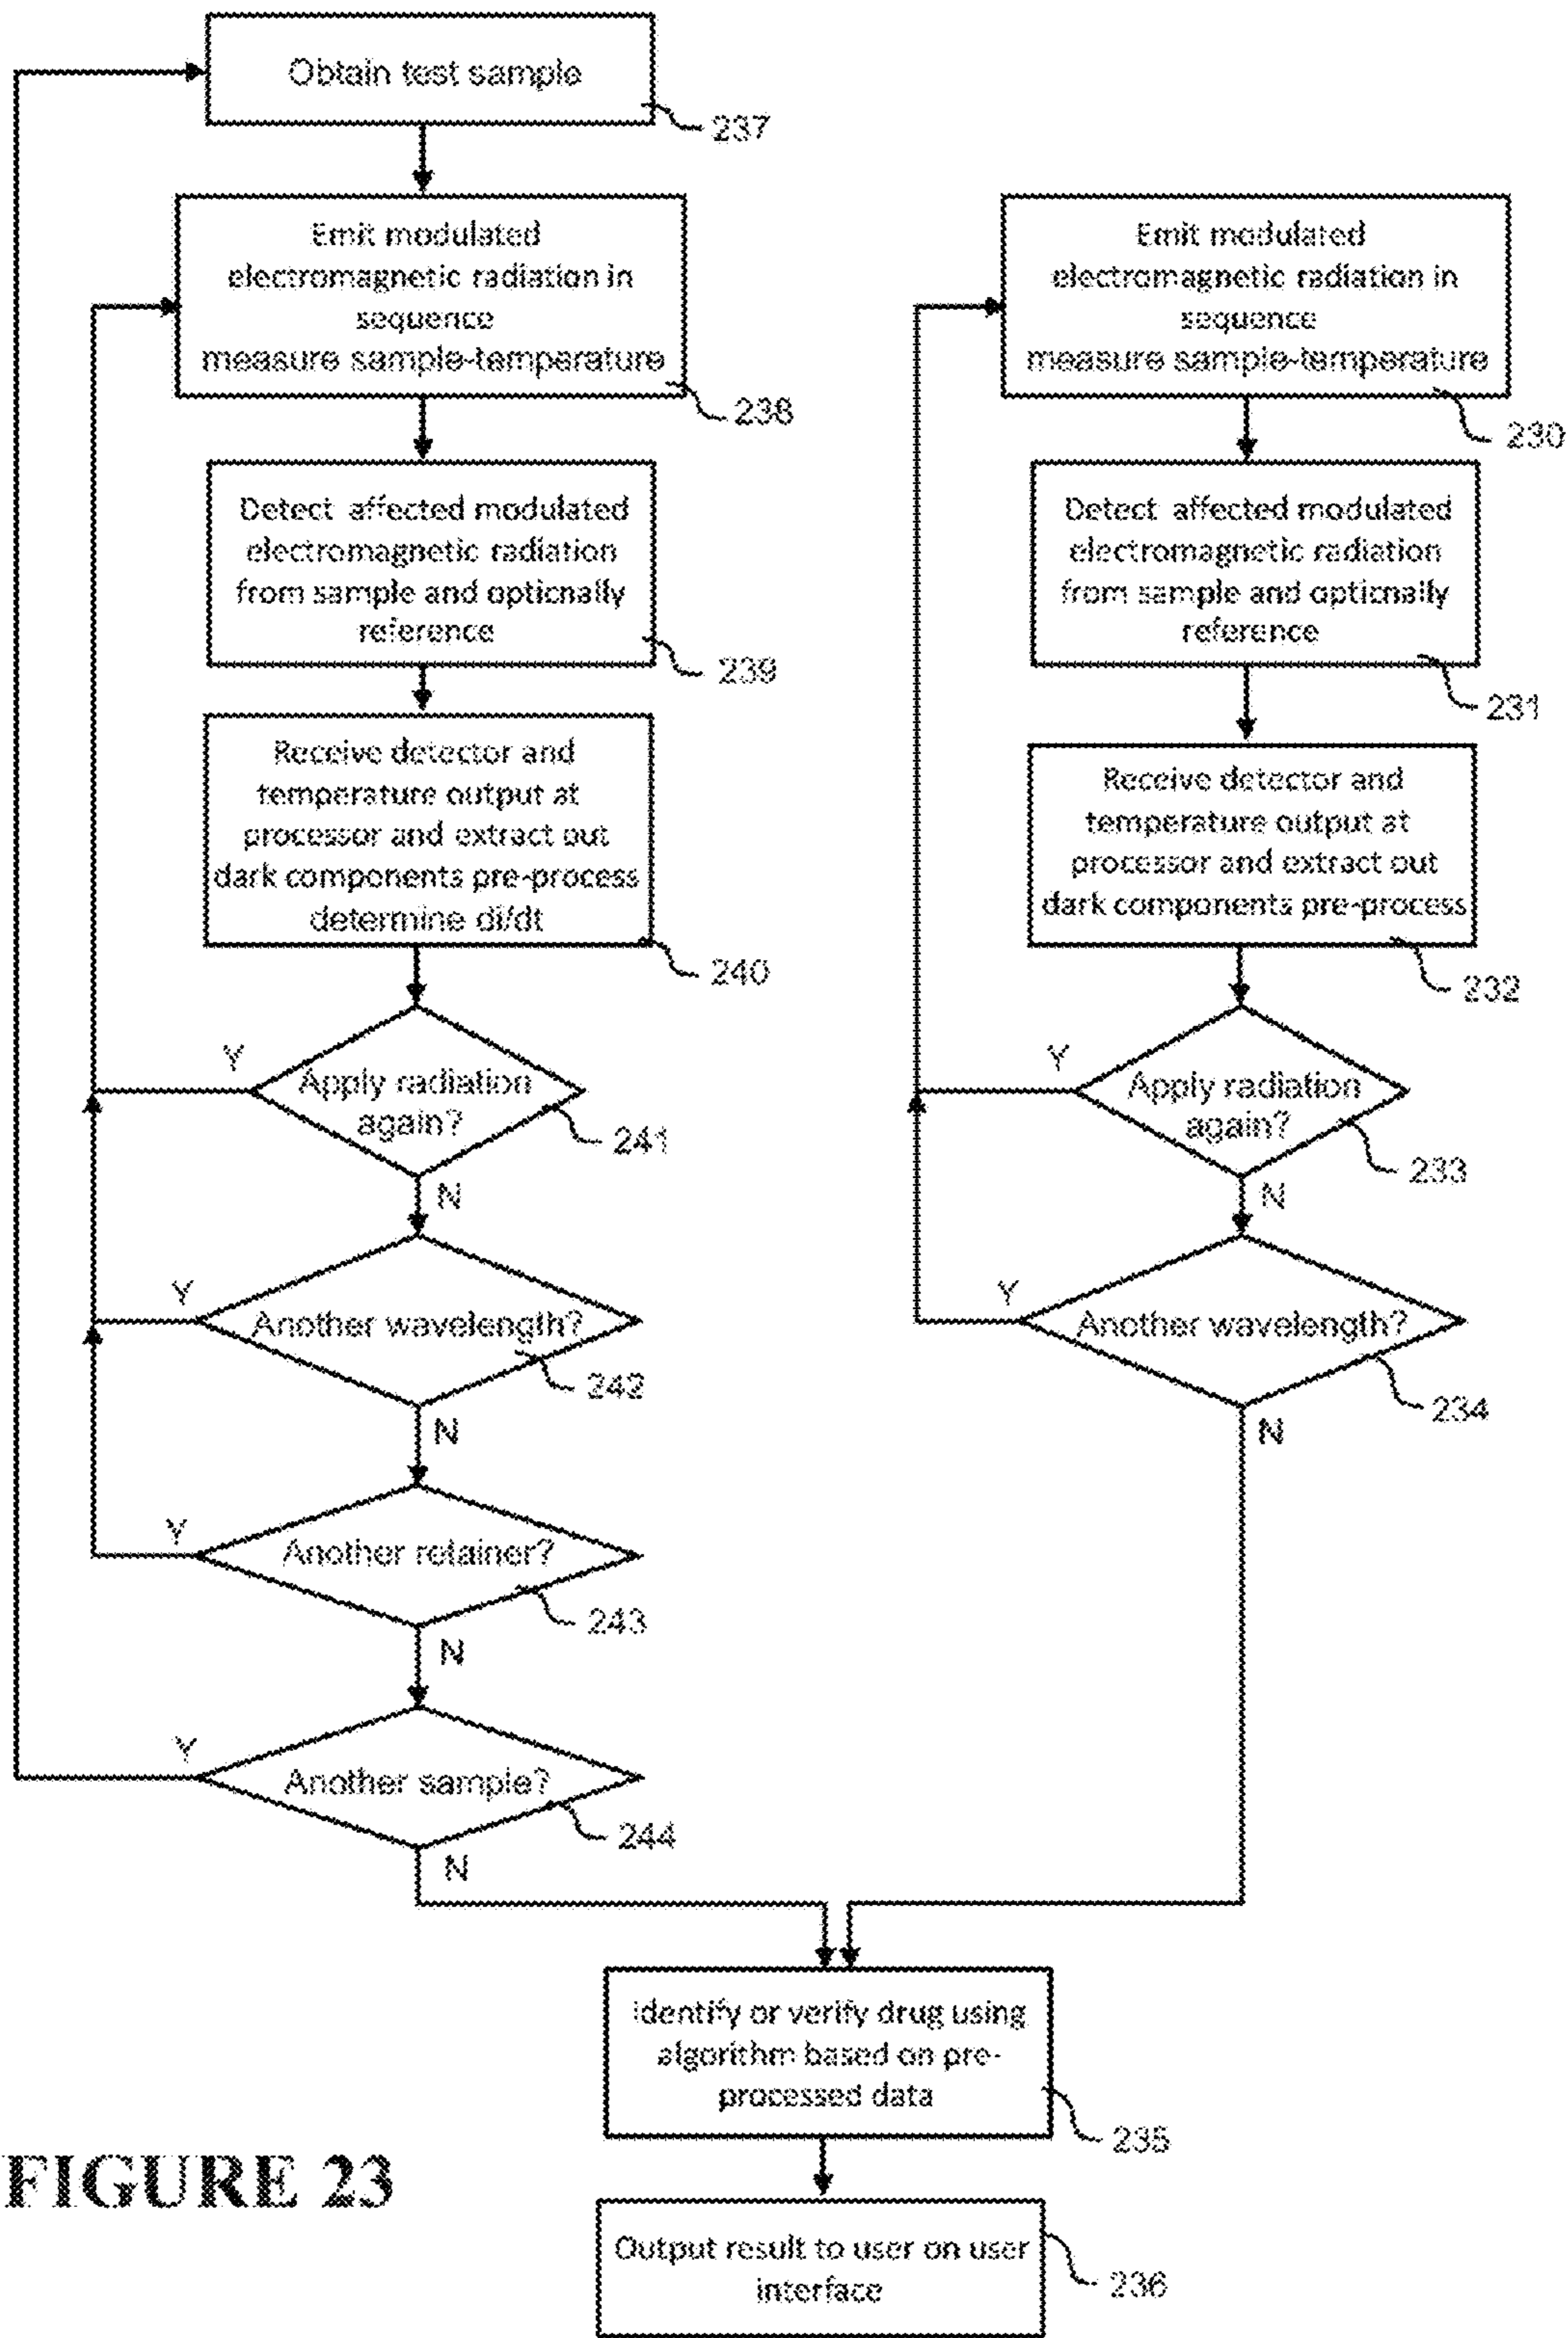 Obtain test sample
237
Emit modulated
electromagnetic radiation in
sequence
measure sample-temperature
238
Detect affected modulated
electromagnetic radiation
from sample and optionally
reference
239
Receive detector and
temperature output at
processor and extract out
dark components pre-process
determine di/dt
240
Y
Apply radiation
again?
241
N
Y
Another wavelength?
242
N
Y
Another retainer?
243
N
Y
Another sample?
244
N
Emit modulated
electromagnetic radiation in
sequence
measure sample-temperature
230
Detect affected modulated
electromagnetic radiation
from sample and optionally
reference
231
Receive detector and
temperature output at
processor and extract out
dark components pre-process
232
Y
Apply radiation
again?
233
N
Y
Another wavelength?
234
N
Identify or verify drug using
algorithm based on pre-
processed data
235
Output result to user on user
interface
236
FIGURE 23